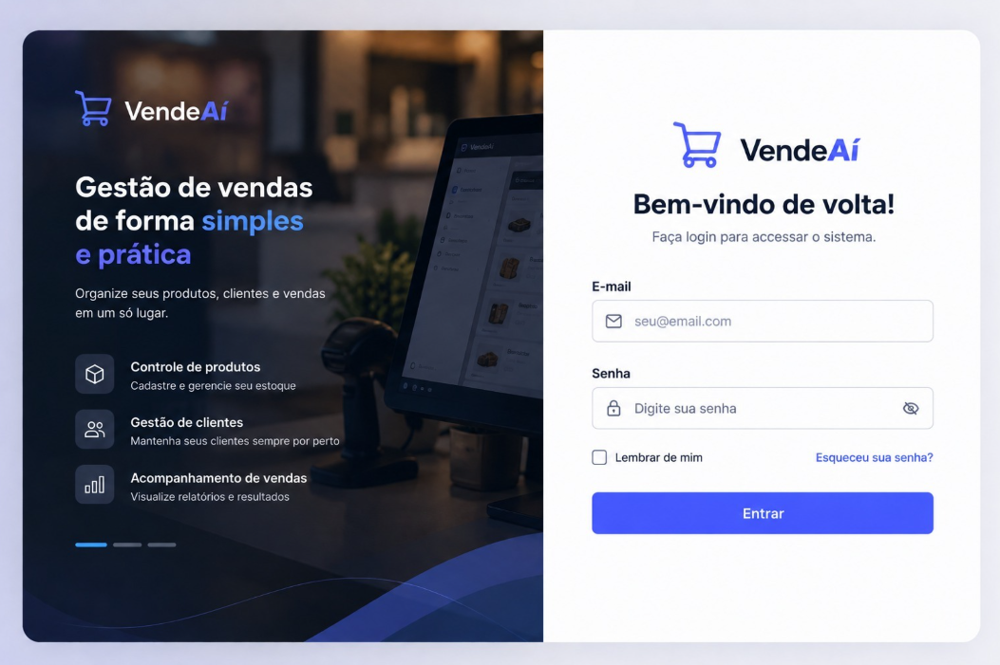 VendeAí
Gestão de vendas
de forma simples
e prática
Organize seus produtos, clientes e vendas
em um só lugar.
Controle de produtos
Cadastre e gerencie seu estoque
Gestão de clientes
Mantenha seus clientes sempre por perto
Acompanhamento de vendas
Visualize relatórios e resultados
VendeAí
VendeAí
Bem-vindo de volta!
Faça login para accessar o sistema.
E-mail
seu@email.com
Senha
Digite sua senha
Lembrar de mim
Esqueceu sua senha?
Entrar